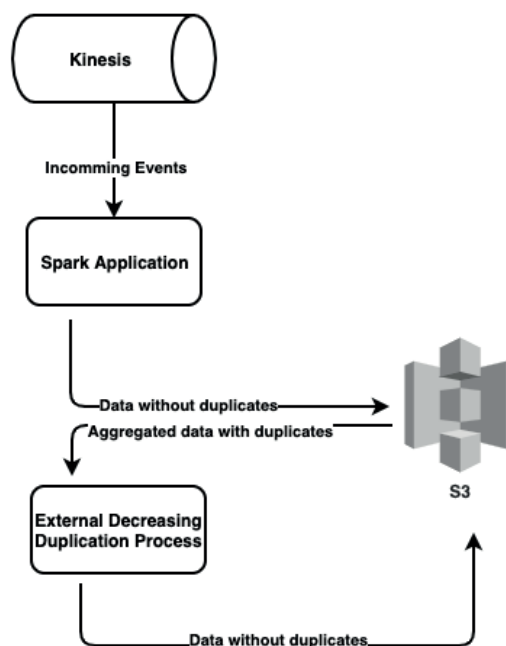 Kinesis
Incomming Events
Spark Application
Data without duplicates
Aggregated data with duplicates
S3
External Decreasing
Duplication Process
Data without duplicates